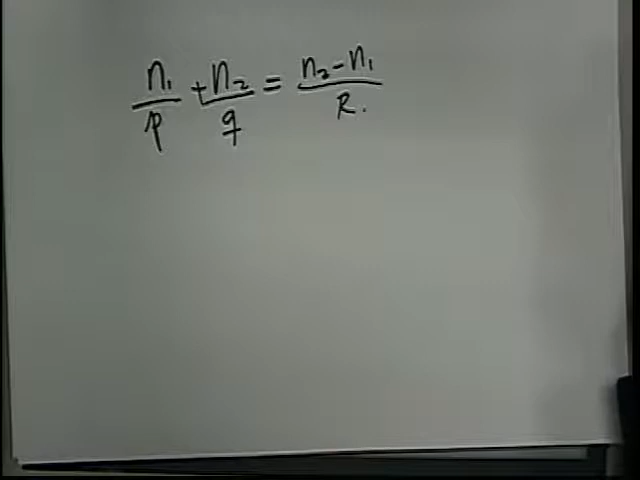 n₁/p + n₂/q = n₂-n₁/R.